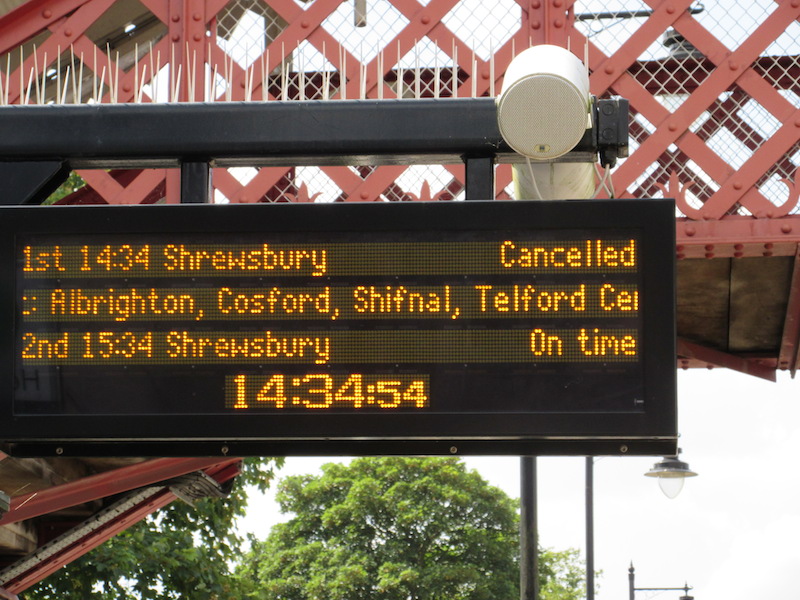 1st 14:34 Shrewsbury Cancelled
: Albrighton, Cosford, Shifnal, Telford Cen
2nd 15:34 Shrewsbury On time
14:34:54